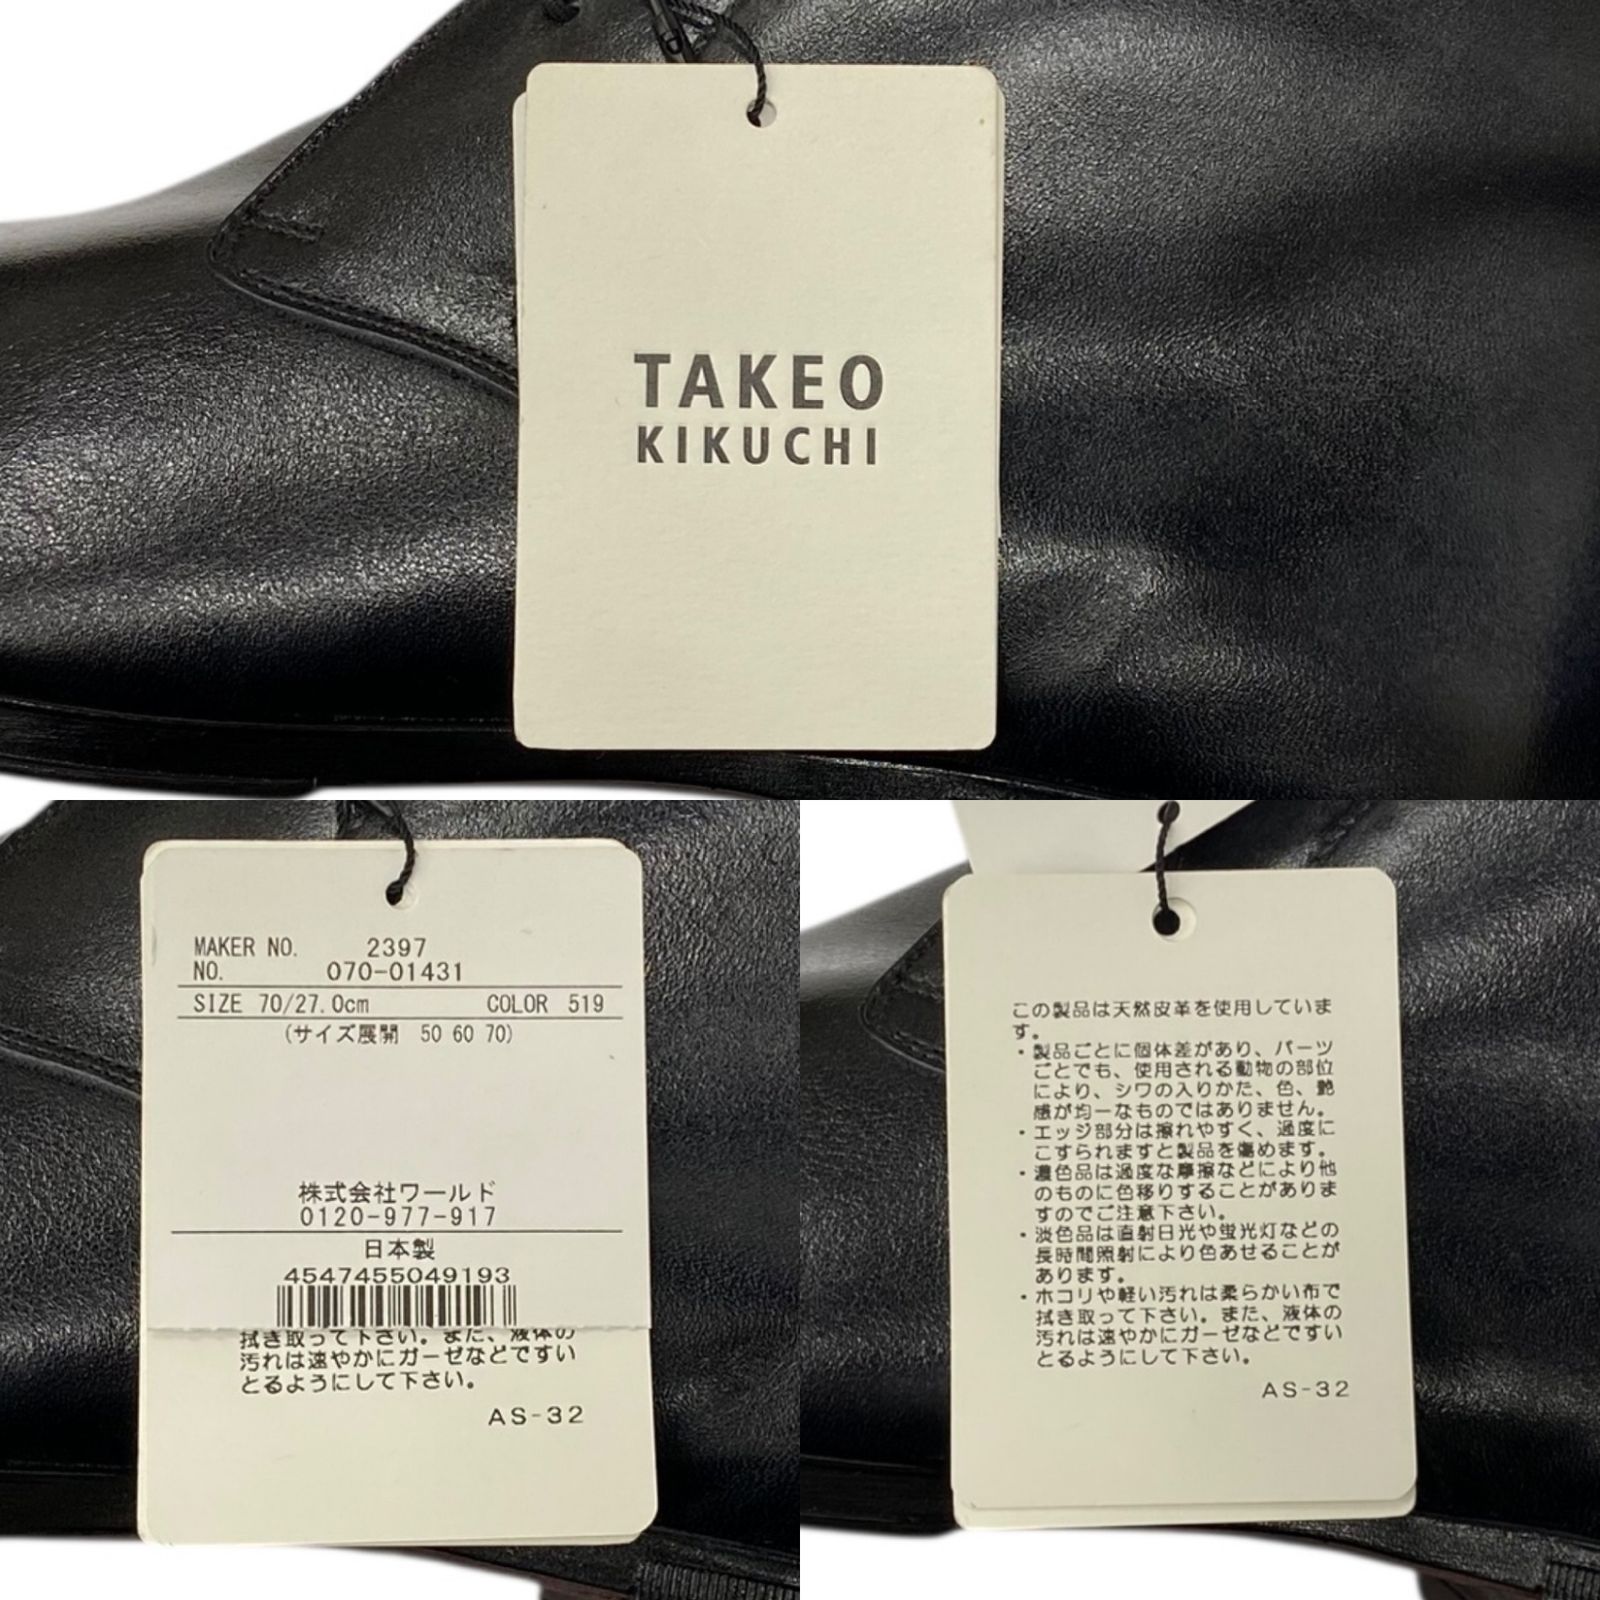 TAKEO
KIKUCHI
MAKER NO. 2397
NO. 070-01431
SIZE 70/27.0cm COLOR 519
(サイズ展開 50 60 70)
株式会社ワールド
0120-977-917
日本製
4547455049193
拭き取って下さい。また、液体の
汚れは速やかにガーゼなどですい
とるようにして下さい。
AS-32
この製品は天然皮革を使用していま
す。
・製品ごとに個体差があり、パーツ
ごとでも、使用される動物の部位
により、シワの入りかた、色、艶
感が均一なものではありません。
・エッジ部分は擦れやすく、過度に
こすられますと製品を傷めます。
・濃色品は過度な摩擦などにより他
のものに色移りすることがありま
すのでご注意下さい。
・淡色品は直射日光や蛍光灯などの
長時間照射により色あせることが
あります。
・ホコリや軽い汚れは柔らかい布で
拭き取って下さい。また、液体の
汚れは速やかにガーゼなどですい
とるようにして下さい。
AS-32